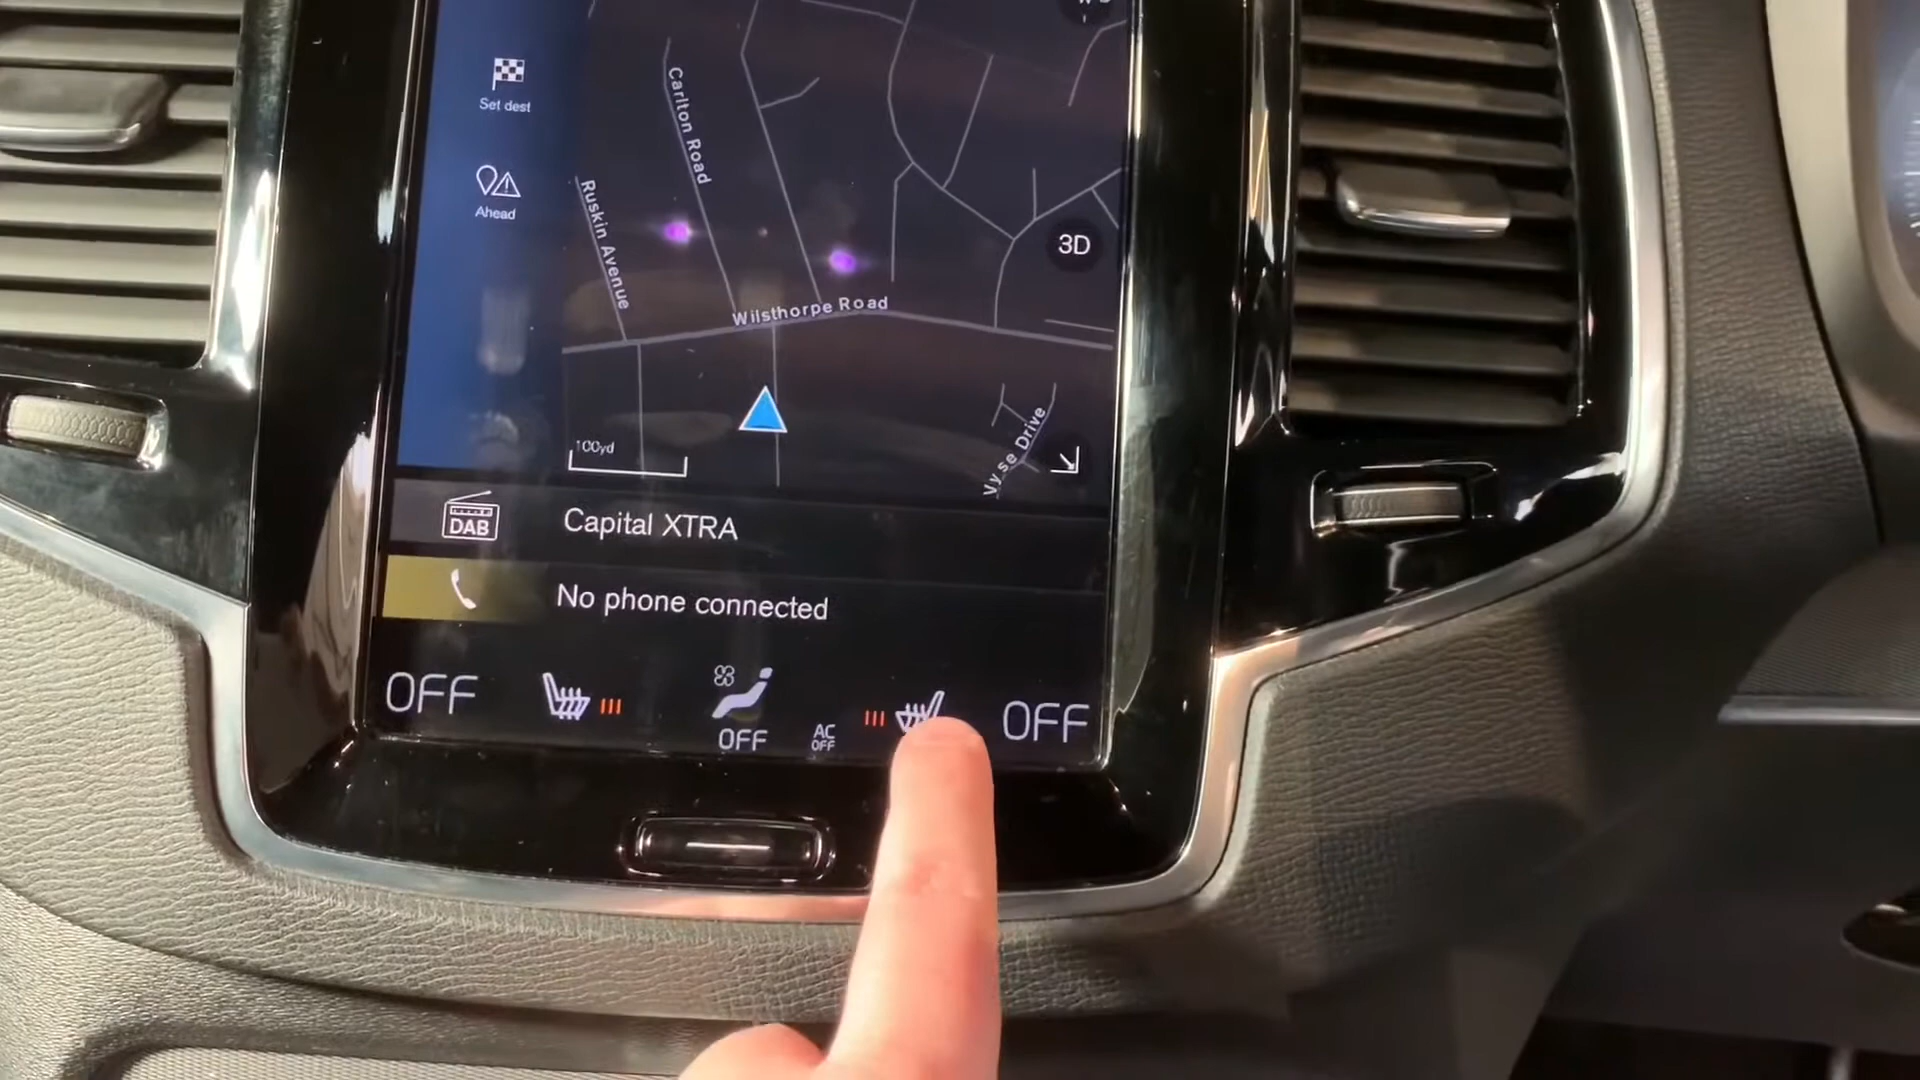 Set dest
Carlton Road
Ahead
Ruskin Avenue
3D
Wilsthorpe Road
100yd
Vyse Drive
DAB
Capital XTRA
No phone connected
OFF
OFF
AC
OFF
OFF